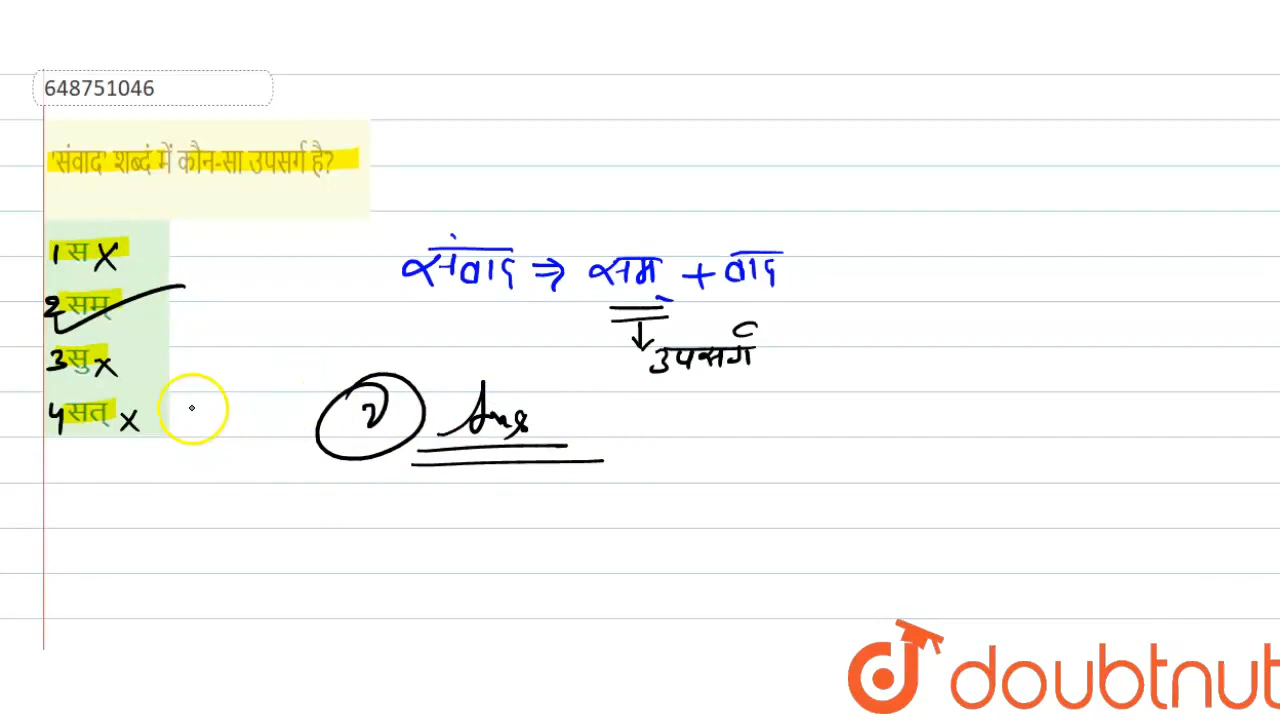 648751046
'संवाद' शब्दं में कौन-सा उपसर्ग है?
1 स X
2 सम्
3 सु X
4 सत् X
संवाद ⇒ सम् + वाद
↓
उपसर्ग
2 Ans
doubtnut